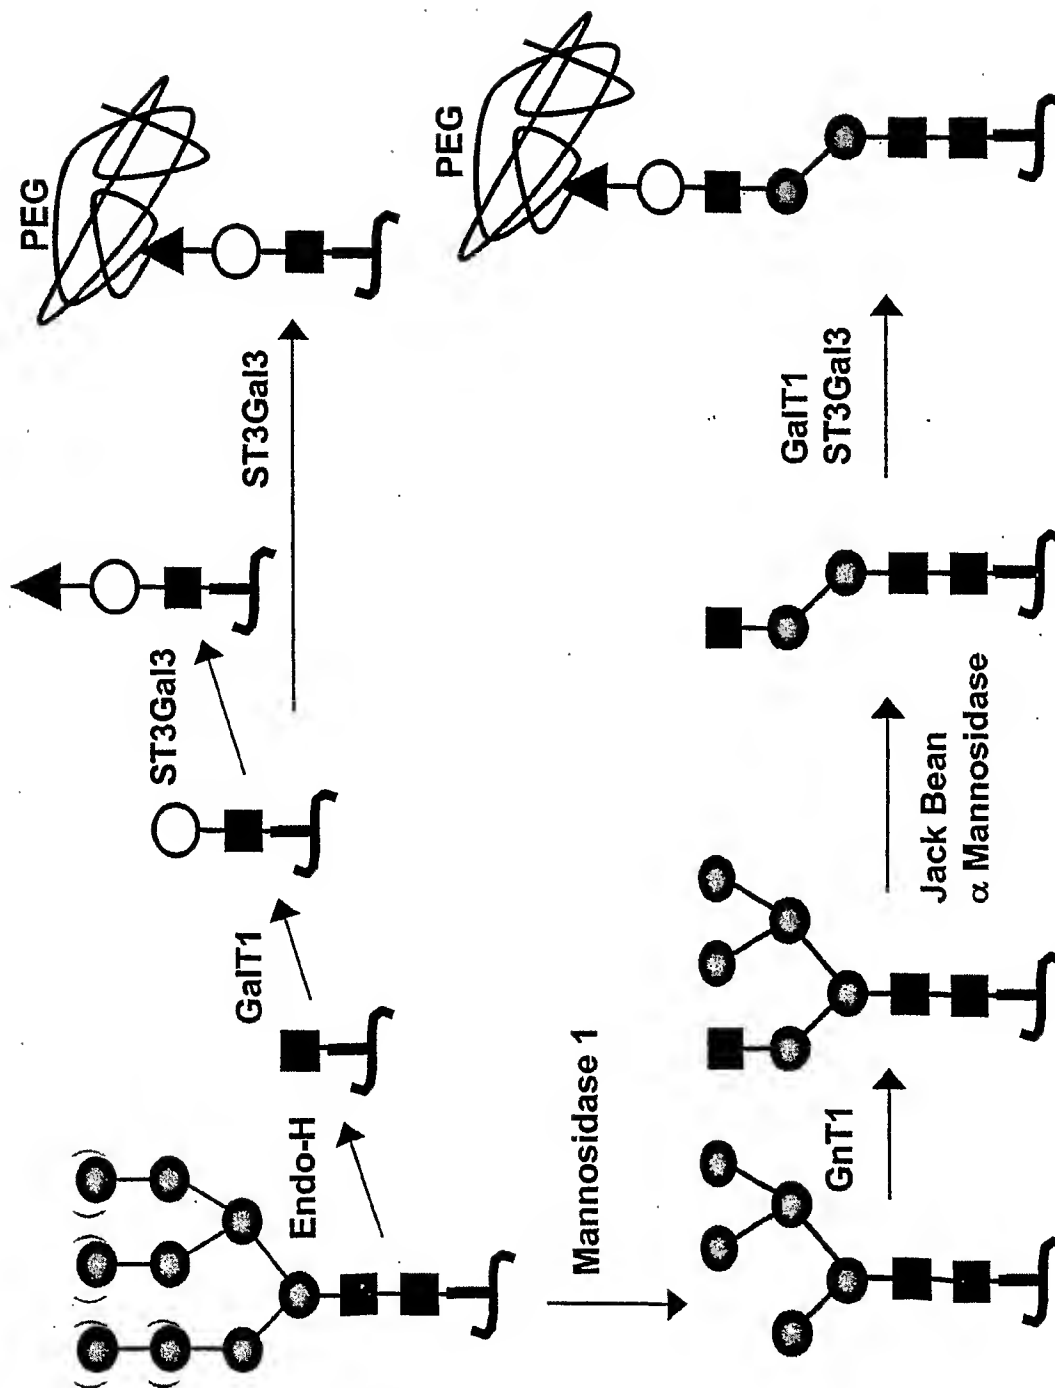 Endo-H
GalT1
ST3Gal3
ST3Gal3
PEG
Mannosidase 1
GnT1
Jack Bean
α Mannosidase
GalT1
ST3Gal3
PEG